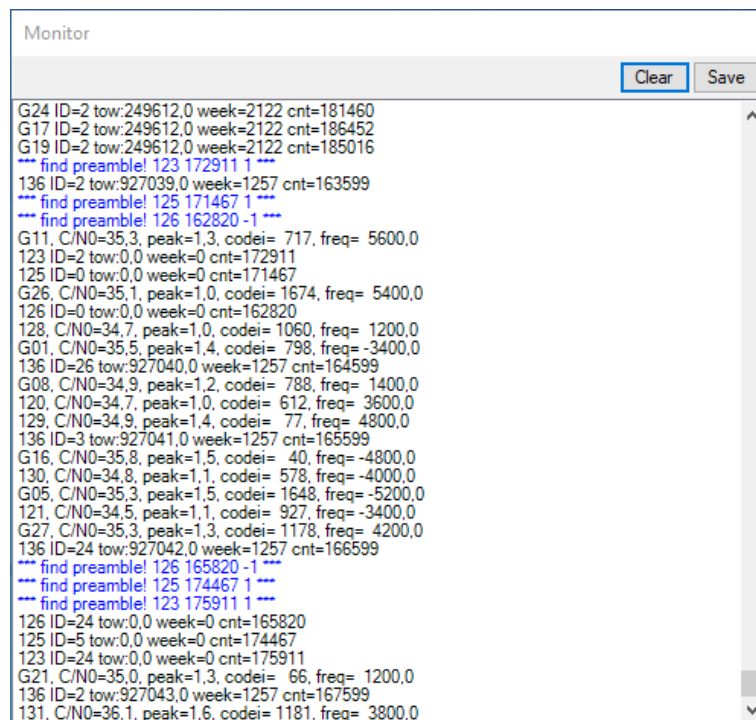 Monitor
Clear Save
G24 ID=2 tow:249612,0 week=2122 cnt=181460
G17 ID=2 tow:249612,0 week=2122 cnt=186452
G19 ID=2 tow:249612,0 week=2122 cnt=185016
*** find preamble! 123 172911 1 ***
136 ID=2 tow:927039,0 week=1257 cnt=163599
*** find preamble! 125 171467 1 ***
*** find preamble! 126 162820 -1 ***
G11, C/N0=35,3, peak=1,3, codei=  717, freq=  5600,0
123 ID=2 tow:0,0 week=0 cnt=172911
125 ID=0 tow:0,0 week=0 cnt=171467
G26, C/N0=35,1, peak=1,0, codei= 1674, freq=  5400,0
126 ID=0 tow:0,0 week=0 cnt=162820
128, C/N0=34,7, peak=1,0, codei= 1060, freq=  1200,0
G01, C/N0=35,5, peak=1,4, codei=  798, freq= -3400,0
136 ID=26 tow:927040,0 week=1257 cnt=164599
G08, C/N0=34,9, peak=1,2, codei=  788, freq=  1400,0
120, C/N0=34,7, peak=1,0, codei=  612, freq=  3600,0
129, C/N0=34,9, peak=1,4, codei=   77, freq=  4800,0
136 ID=3 tow:927041,0 week=1257 cnt=165599
G16, C/N0=35,8, peak=1,5, codei=   40, freq= -4800,0
130, C/N0=34,8, peak=1,1, codei=  578, freq= -4000,0
G05, C/N0=35,3, peak=1,5, codei= 1648, freq= -5200,0
121, C/N0=34,5, peak=1,1, codei=  927, freq= -3400,0
G27, C/N0=35,3, peak=1,3, codei= 1178, freq=  4200,0
136 ID=24 tow:927042,0 week=1257 cnt=166599
*** find preamble! 126 165820 -1 ***
*** find preamble! 125 174467 1 ***
*** find preamble! 123 175911 1 ***
126 ID=24 tow:0,0 week=0 cnt=165820
125 ID=5 tow:0,0 week=0 cnt=174467
123 ID=24 tow:0,0 week=0 cnt=175911
G21, C/N0=35,0, peak=1,3, codei=   66, freq=  1200,0
136 ID=2 tow:927043,0 week=1257 cnt=167599
131, C/N0=36,1, peak=1,6, codei= 1181, freq=  3800,0